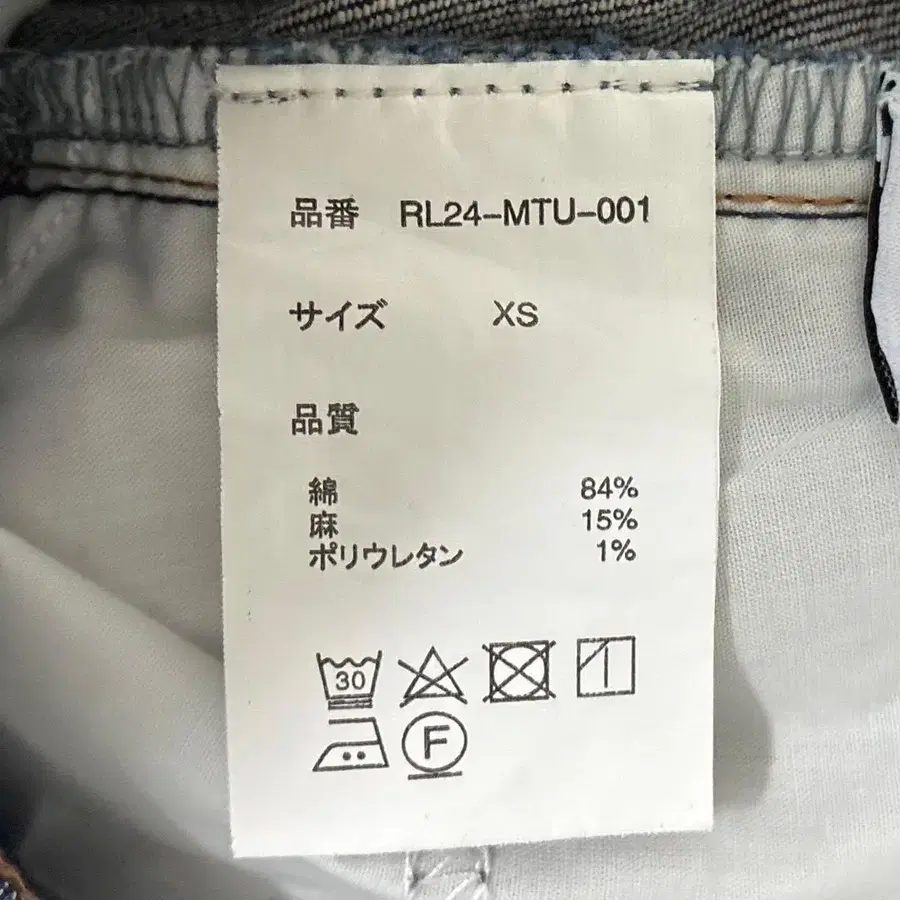 品番 RL24-MTU-001
サイズ XS
品質
綿 84%
麻 15%
ポリウレタン 1%
30
F